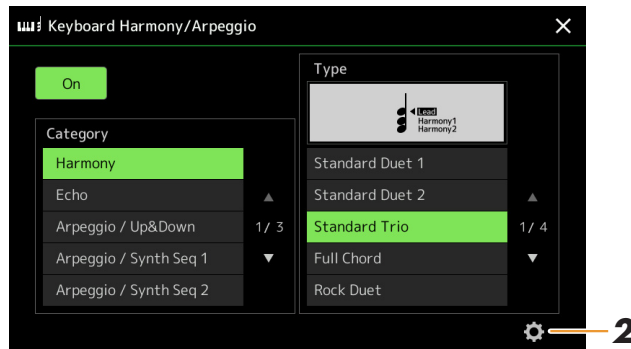 Keyboard Harmony/Arpeggio
On
Category
Harmony
Echo
Arpeggio / Up&Down
Arpeggio / Synth Seq 1
Arpeggio / Synth Seq 2
1/ 3
Type
Lead
Harmony1
Harmony2
Standard Duet 1
Standard Duet 2
Standard Trio
Full Chord
Rock Duet
1/ 4
2